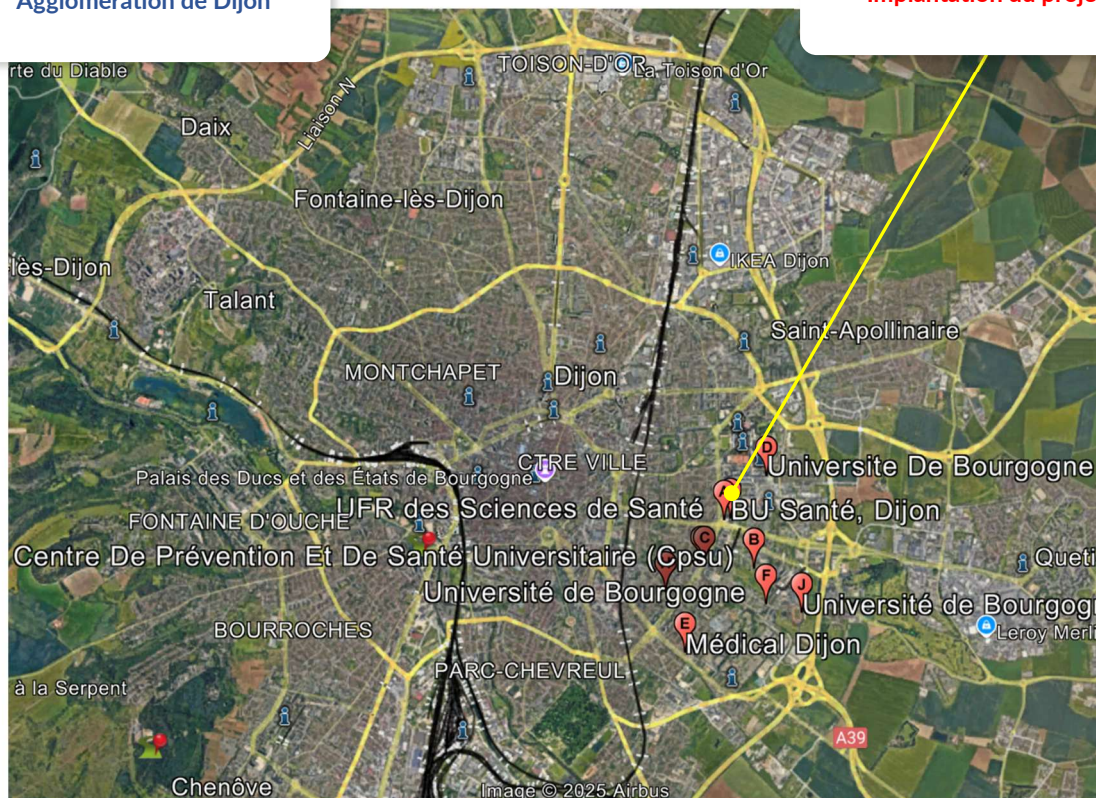 Agglomération de Dijon
Implantation du proje
rte du Diable
TOISON-D'OR
La Toison d'Or
Daix
Liaison N
Fontaine-lès-Dijon
IKEA Dijon
-lès-Dijon
Talant
Saint-Apollinaire
MONTCHAPET
Dijon
CTRE VILLE
D
Universite De Bourgogne
Palais des Ducs et des États de Bourgogne
A
UFR des Sciences de Santé
BU Santé, Dijon
FONTAINE D'OUCHE
C
B
Centre De Prévention Et De Santé Universitaire (Cpsu)
Queti
F
J
Université de Bourgogne
Université de Bourgogn
E
BOURROCHES
Leroy Merli
Médical Dijon
PARC-CHEVREUL
à la Serpent
A39
Chenôve
Image © 2025 Airbus